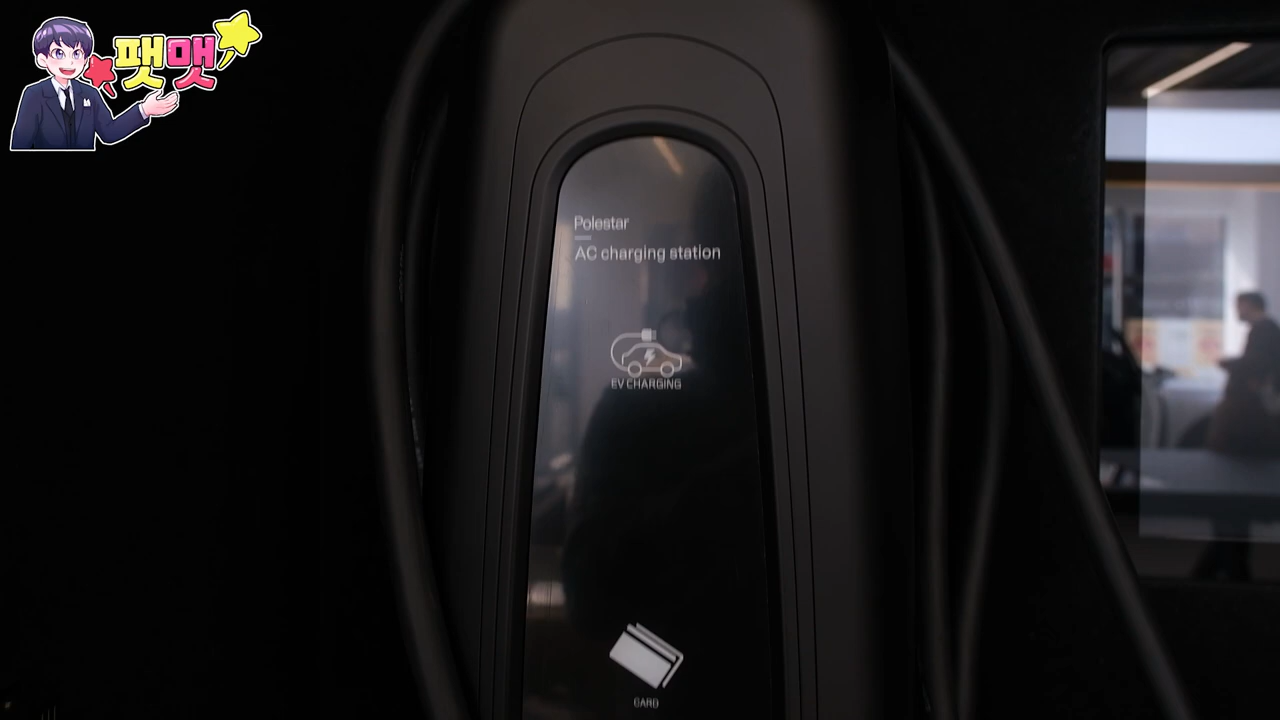 팻맷
Polestar
AC charging station
EV CHARGING
CARD